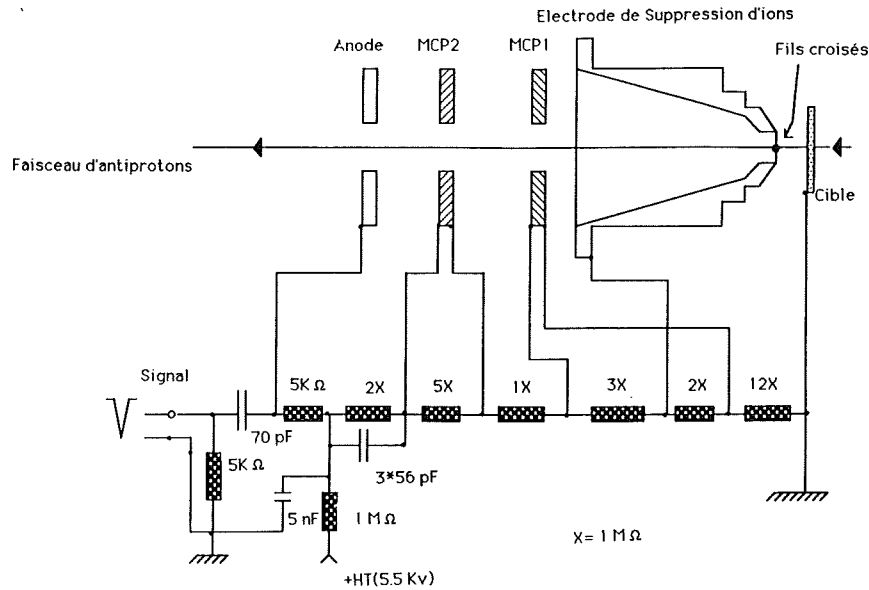 Electrode de Suppression d'ions
Anode
MCP2
MCP1
Fils croisés
Faisceau d'antiprotons
Cible
Signal
5K Ω
2X
5X
1X
3X
2X
12X
70 pF
5K Ω
3*56 pF
5 nF
1 M Ω
X= 1 M Ω
+HT(5.5 Kv)